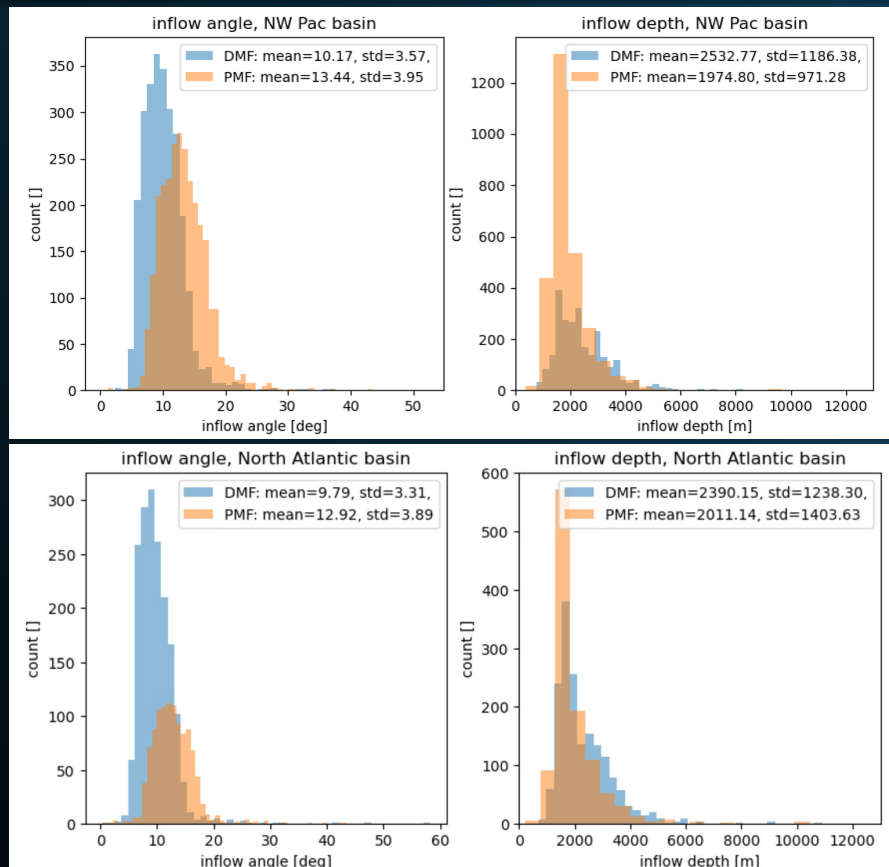 inflow angle, NW Pac basin
DMF: mean=10.17, std=3.57,
PMF: mean=13.44, std=3.95
350
300
250
200
150
100
50
0
count []
0 10 20 30 40 50
inflow angle [deg]
inflow depth, NW Pac basin
DMF: mean=2532.77, std=1186.38,
PMF: mean=1974.80, std=971.28
1200
1000
800
600
400
200
0
count []
0 2000 4000 6000 8000 10000 12000
inflow depth [m]
inflow angle, North Atlantic basin
DMF: mean=9.79, std=3.31,
PMF: mean=12.92, std=3.89
300
250
200
150
100
50
0
count []
0 10 20 30 40 50 60
inflow angle [deg]
inflow depth, North Atlantic basin
DMF: mean=2390.15, std=1238.30,
PMF: mean=2011.14, std=1403.63
600
500
400
300
200
100
0
count []
0 2000 4000 6000 8000 10000 12000
inflow depth [m]